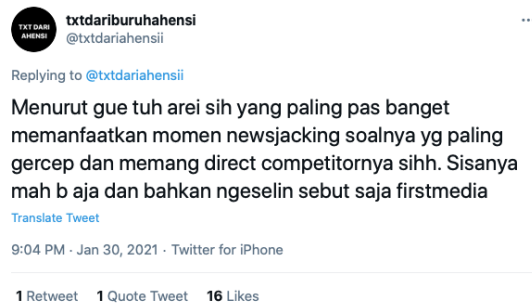 TXT DARI
AHENSI
txtdariburuhahensi
@txtdariahensii
Replying to @txtdariahensii
Menurut gue tuh arei sih yang paling pas banget
memanfaatkan momen newsjacking soalnya yg paling
gercep dan memang direct competitornya sihh. Sisanya
mah b aja dan bahkan ngeselin sebut saja firstmedia
Translate Tweet
9:04 PM · Jan 30, 2021 · Twitter for iPhone
1 Retweet 1 Quote Tweet 16 Likes